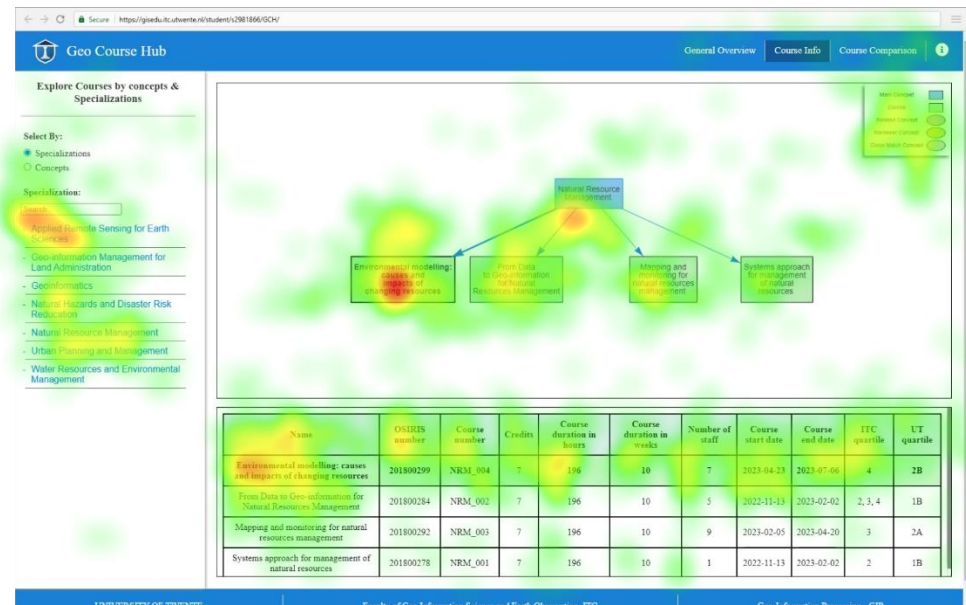 Secure https://gisedu.itc.utwente.nl/student/s2981866/GCH/
Geo Course Hub
General Overview Course Info Course Comparison
Explore Courses by concepts &
Specializations
Select By:
Specializations
Concepts
Specialization:
Search
- Applied Remote Sensing for Earth
Sciences
- Geo-information Management for
Land Administration
- Geoinformatics
- Natural Hazards and Disaster Risk
Reducation
- Natural Resource Management
- Urban Planning and Management
- Water Resources and Environmental
Management
Main Concept
Course
Concept
Concept
Cross Match Concept
Natural Resource
Management
Environmental modelling:
causes and
impacts of
changing resources
From Data
to Geo-information
for Natural
Resources Management
Mapping and
monitoring for
natural resources
management
Systems approach
for management
of natural
resources
Name OSIRIS number Course number Credits Course duration in hours Course duration in weeks Number of staff Course start date Course end date ITC quartile UT quartile
Environmental modelling: causes and impacts of changing resources 201800299 NRM_004 7 196 10 7 2023-04-23 2023-07-06 4 2B
From Data to Geo-information for Natural Resources Management 201800284 NRM_002 7 196 10 5 2022-11-13 2023-02-02 2, 3, 4 1B
Mapping and monitoring for natural resources management 201800292 NRM_003 7 196 10 9 2023-02-05 2023-04-20 3 2A
Systems approach for management of natural resources 201800278 NRM_001 7 196 10 1 2022-11-13 2023-02-02 2 1B
UNIVERSITY OF TWENTE